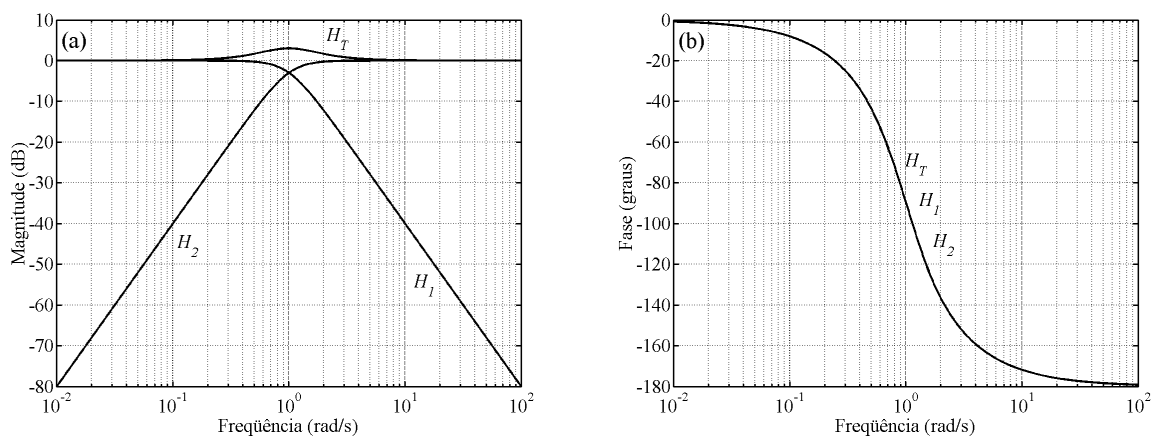 (a)
H_T
10
0
-10
-20
-30
-40
-50
-60
-70
-80
Magnitude (dB)
H_2
H_1
10^-2
10^-1
10^0
10^1
10^2
Freqüência (rad/s)
(b)
0
-20
-40
-60
-80
-100
-120
-140
-160
-180
Fase (graus)
H_T
H_1
H_2
10^-2
10^-1
10^0
10^1
10^2
Freqüência (rad/s)